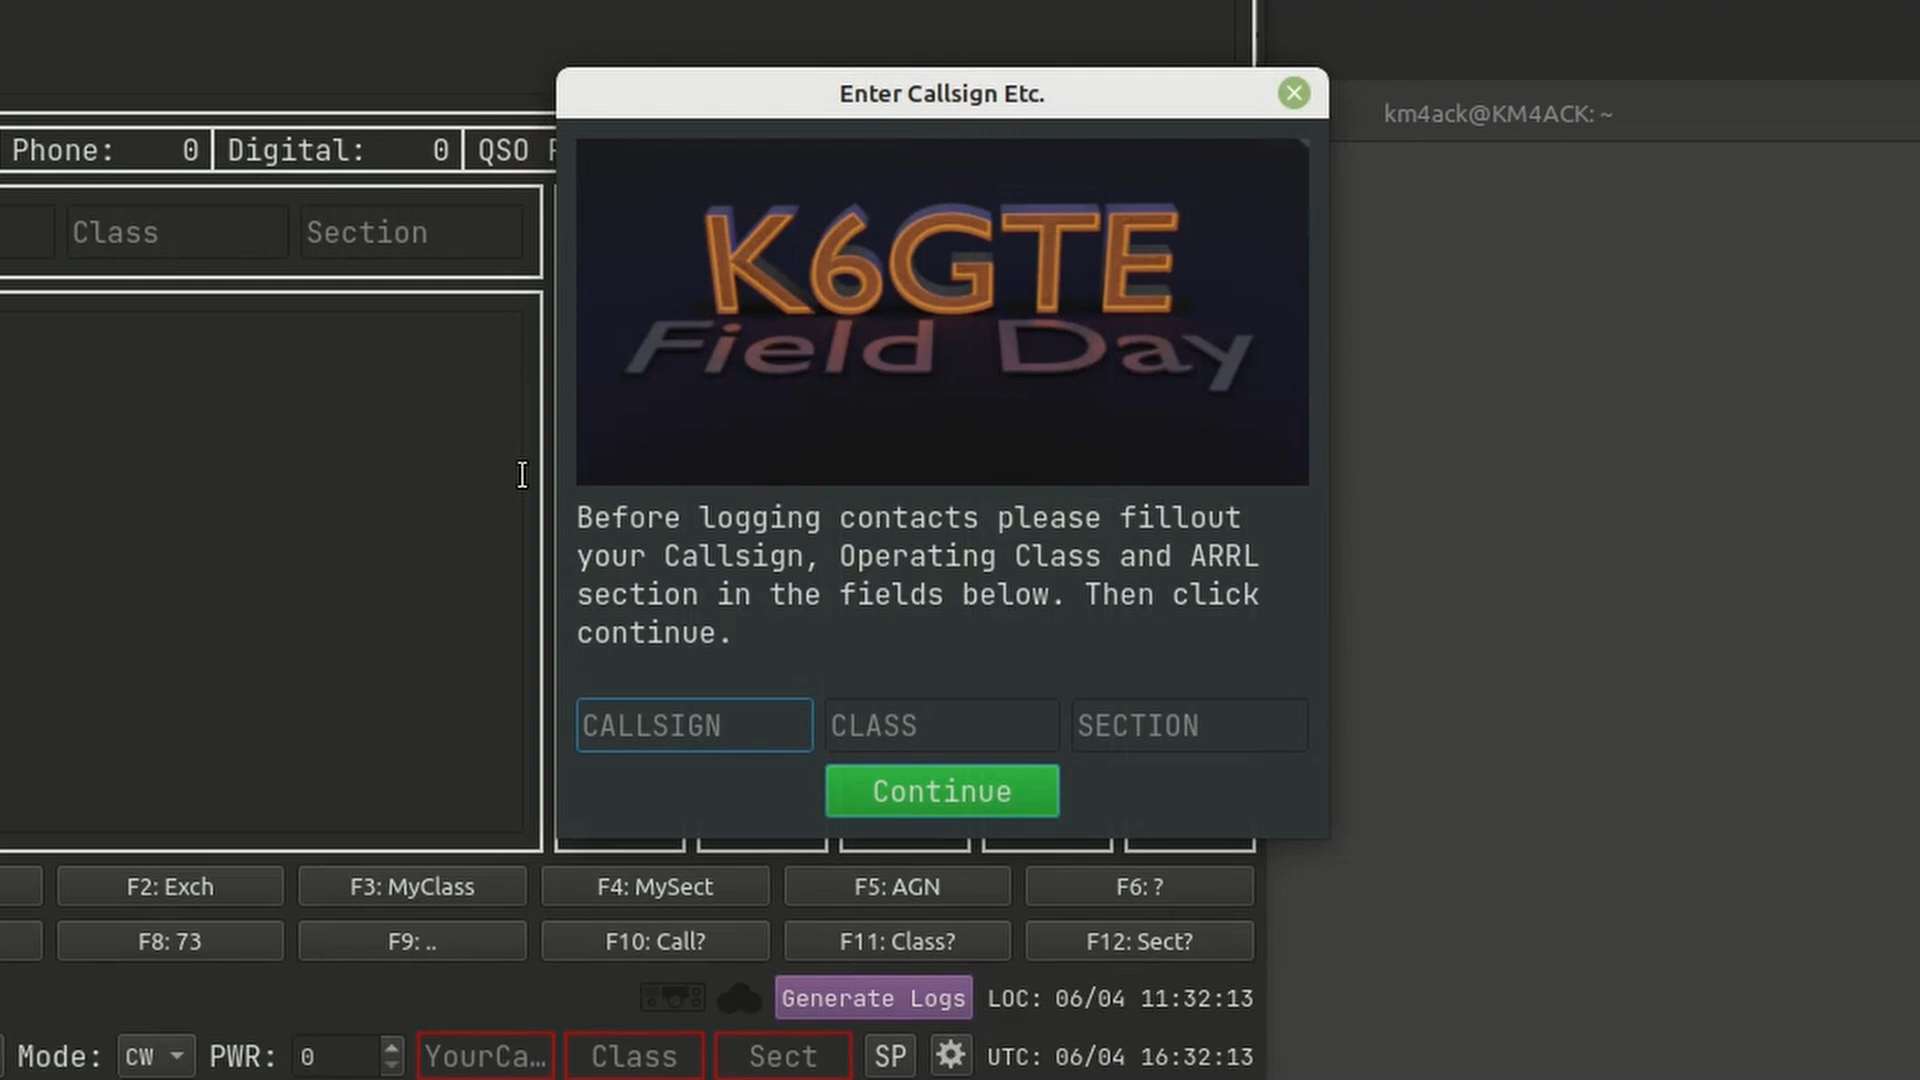 Enter Callsign Etc.
km4ack@KM4ACK: ~
Phone: 0 Digital: 0 QSO
Class Section
K6GTE
Field Day
Before logging contacts please fillout
your Callsign, Operating Class and ARRL
section in the fields below. Then click
continue.
CALLSIGN CLASS SECTION
Continue
F2: Exch F3: MyClass F4: MySect F5: AGN F6: ?
F8: 73 F9: .. F10: Call? F11: Class? F12: Sect?
Generate Logs LOC: 06/04 11:32:13
Mode: CW PWR: 0 YourCa… Class Sect SP UTC: 06/04 16:32:13